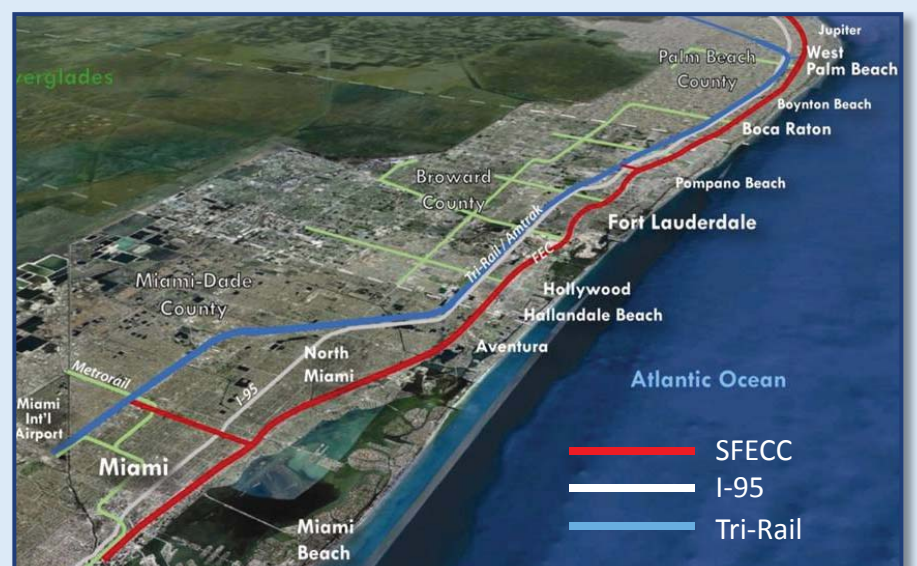 Jupiter
West
Palm Beach
Palm Beach
County
verglades
Boynton Beach
Boca Raton
Broward
County
Pompano Beach
Fort Lauderdale
Tri-Rail / Amtrak
FEC
Hollywood
Hallandale Beach
Miami-Dade
County
Aventura
North
Miami
Metrorail
I-95
Atlantic Ocean
Miami
Int'l
Airport
Miami
Miami
Beach
SFECC
I-95
Tri-Rail